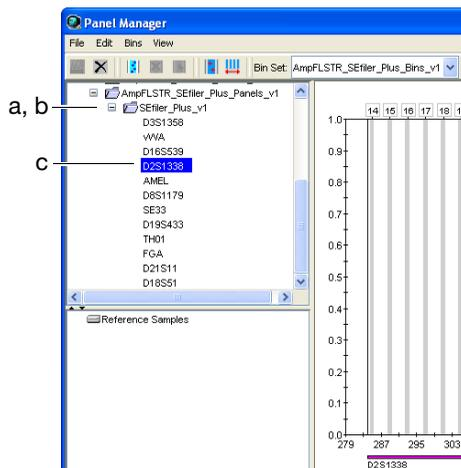 Panel Manager
File Edit Bins View
Bin Set: AmpFLSTR_SEfiler_Plus_Bins_v1
AmpFLSTR_SEfiler_Plus_Panels_v1
a, b
SEfiler_Plus_v1
D3S1358
vWA
D16S539
c
D2S1338
AMEL
D8S1179
SE33
D19S433
TH01
FGA
D21S11
D18S51
Reference Samples
14 15 16 17 18
1.0
0.9
0.8
0.7
0.6
0.5
0.4
0.3
0.2
0.1
0.0
279 287 295 303
D2S1338